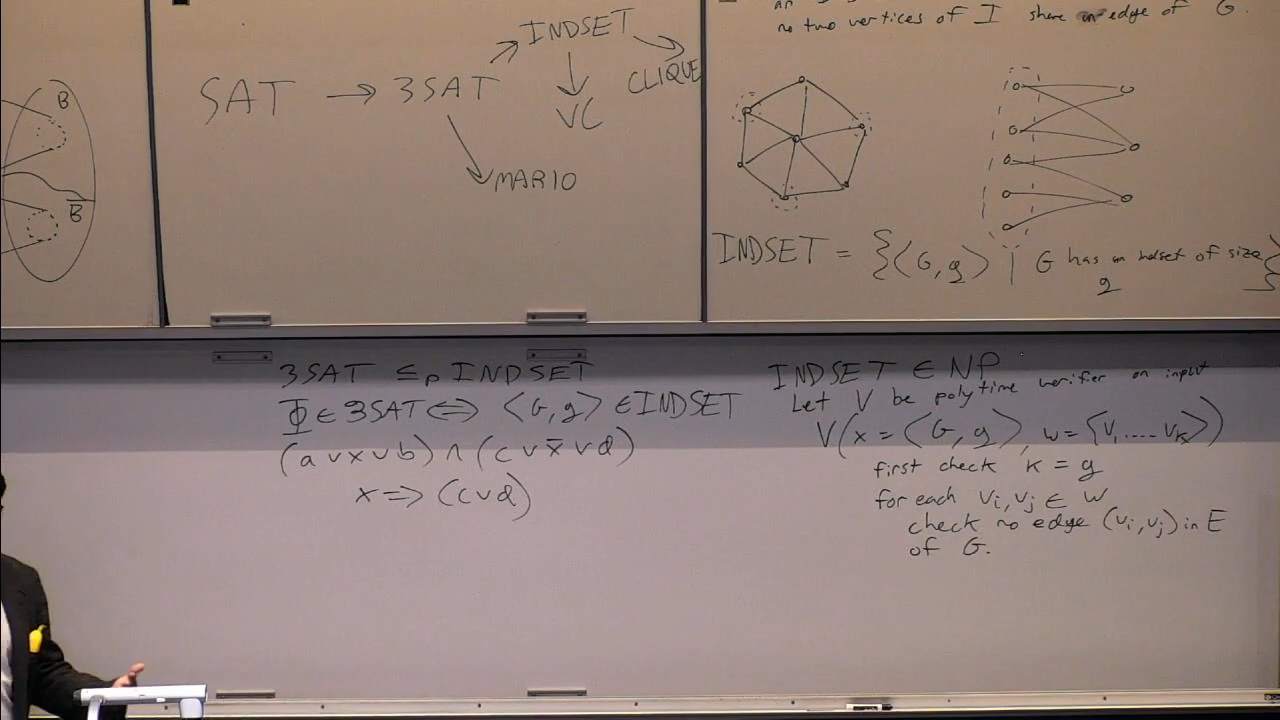 B
B̅
SAT → 3SAT → INDSET → CLIQUE
↓
VC
MARIO
an
no two vertices of I share an edge of G.
INDSET = {⟨G,g⟩ | G has an indset of size g}
3SAT ≤p INDSET
Φ ∈ 3SAT ⟺ ⟨G,g⟩ ∈ INDSET
(a ∨ x ∨ b) ∧ (c ∨ x̄ ∨ d)
x ⟹ (c ∨ d)
INDSET ∈ NP
Let V be polytime verifier on input
V(x = ⟨G,g⟩, w = {v₁ ..... vₖ})
first check k = g
for each vᵢ, vⱼ ∈ w
check no edge (vᵢ, vⱼ) in E
of G.